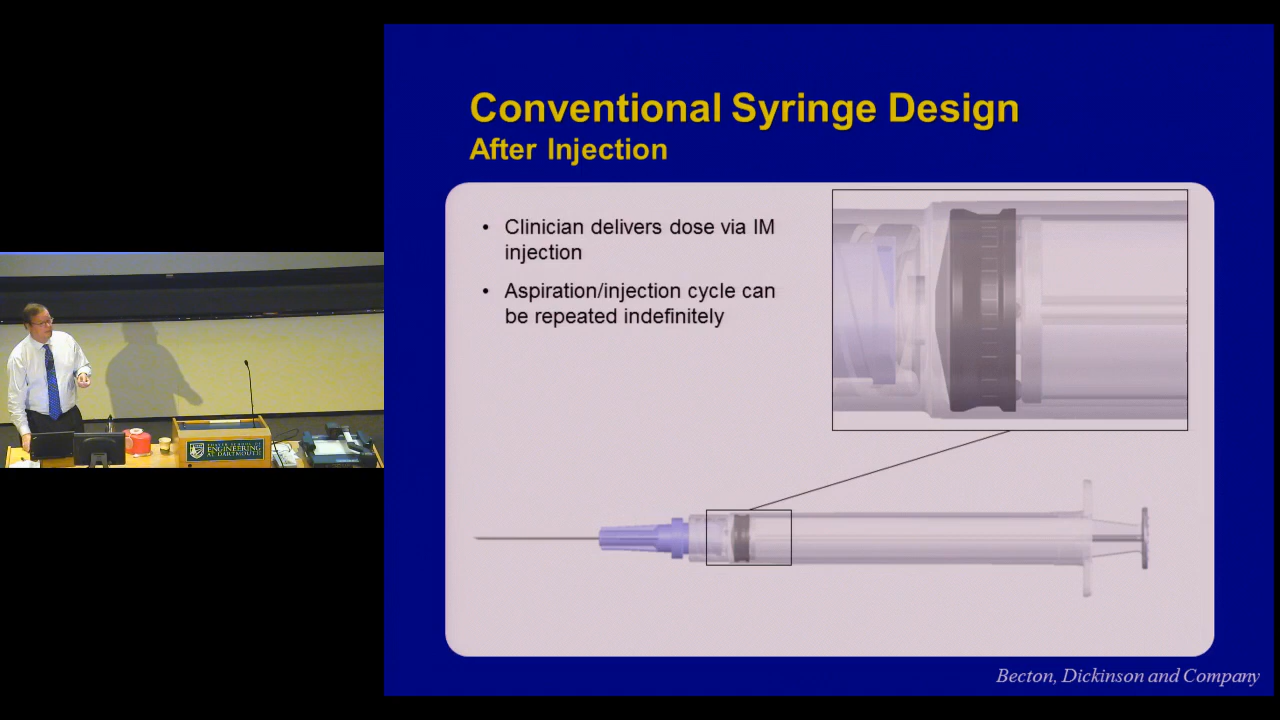 Conventional Syringe Design
After Injection
• Clinician delivers dose via IM
injection
• Aspiration/injection cycle can
be repeated indefinitely
Becton, Dickinson and Company
ENGINEERING
AT DARTMOUTH